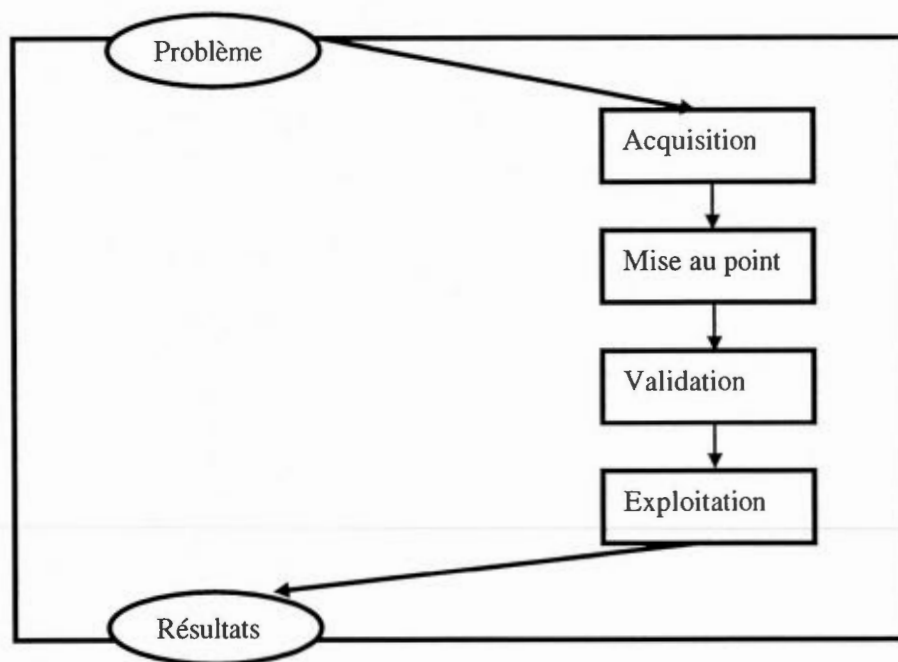 Problème
Acquisition
Mise au point
Validation
Exploitation
Résultats